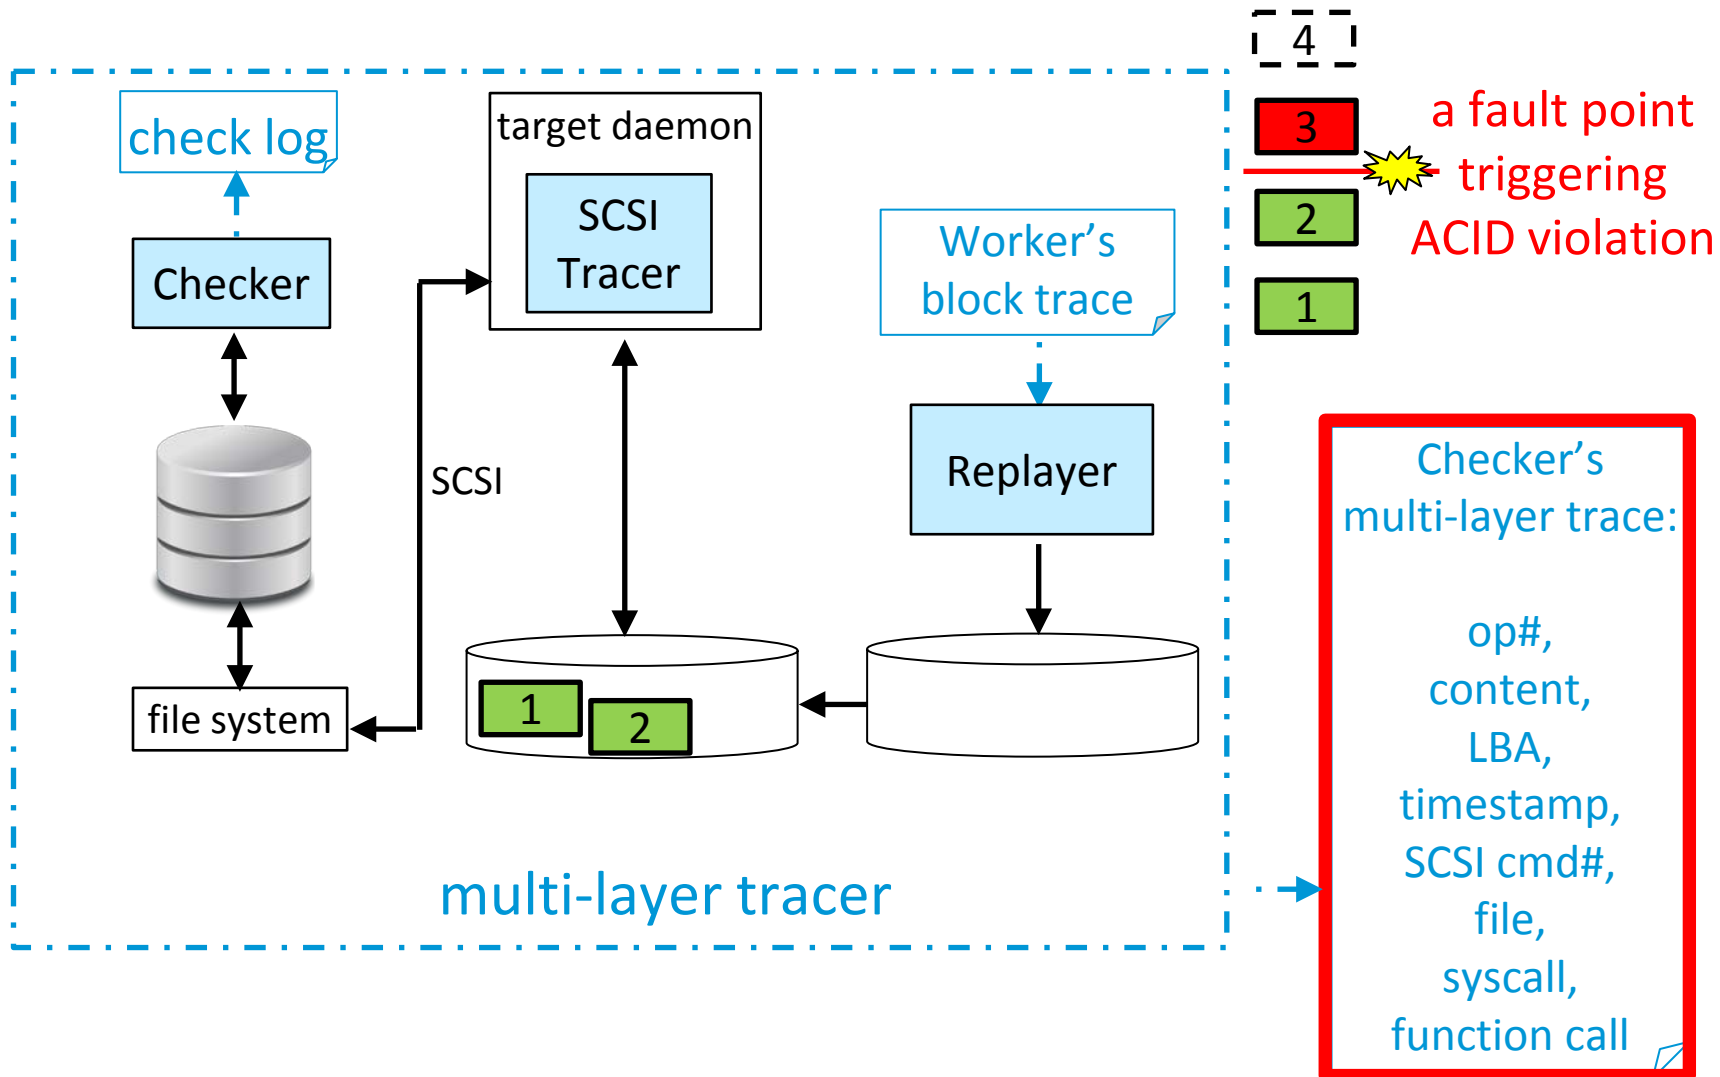 4
3
2
1
a fault point
triggering
ACID violation
check log
Checker
target daemon
SCSI
Tracer
Worker’s
block trace
Replayer
SCSI
file system
1
2
multi-layer tracer
Checker’s
multi-layer trace:
op#,
content,
LBA,
timestamp,
SCSI cmd#,
file,
syscall,
function call